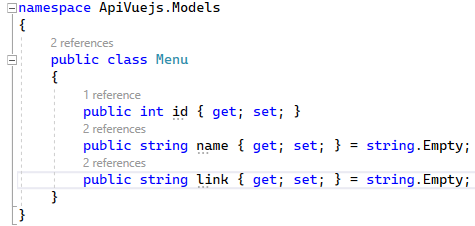 namespace ApiVuejs.Models
{
2 references
public class Menu
{
1 reference
public int id { get; set; }
2 references
public string name { get; set; } = string.Empty;
2 references
public string link { get; set; } = string.Empty;
}
}